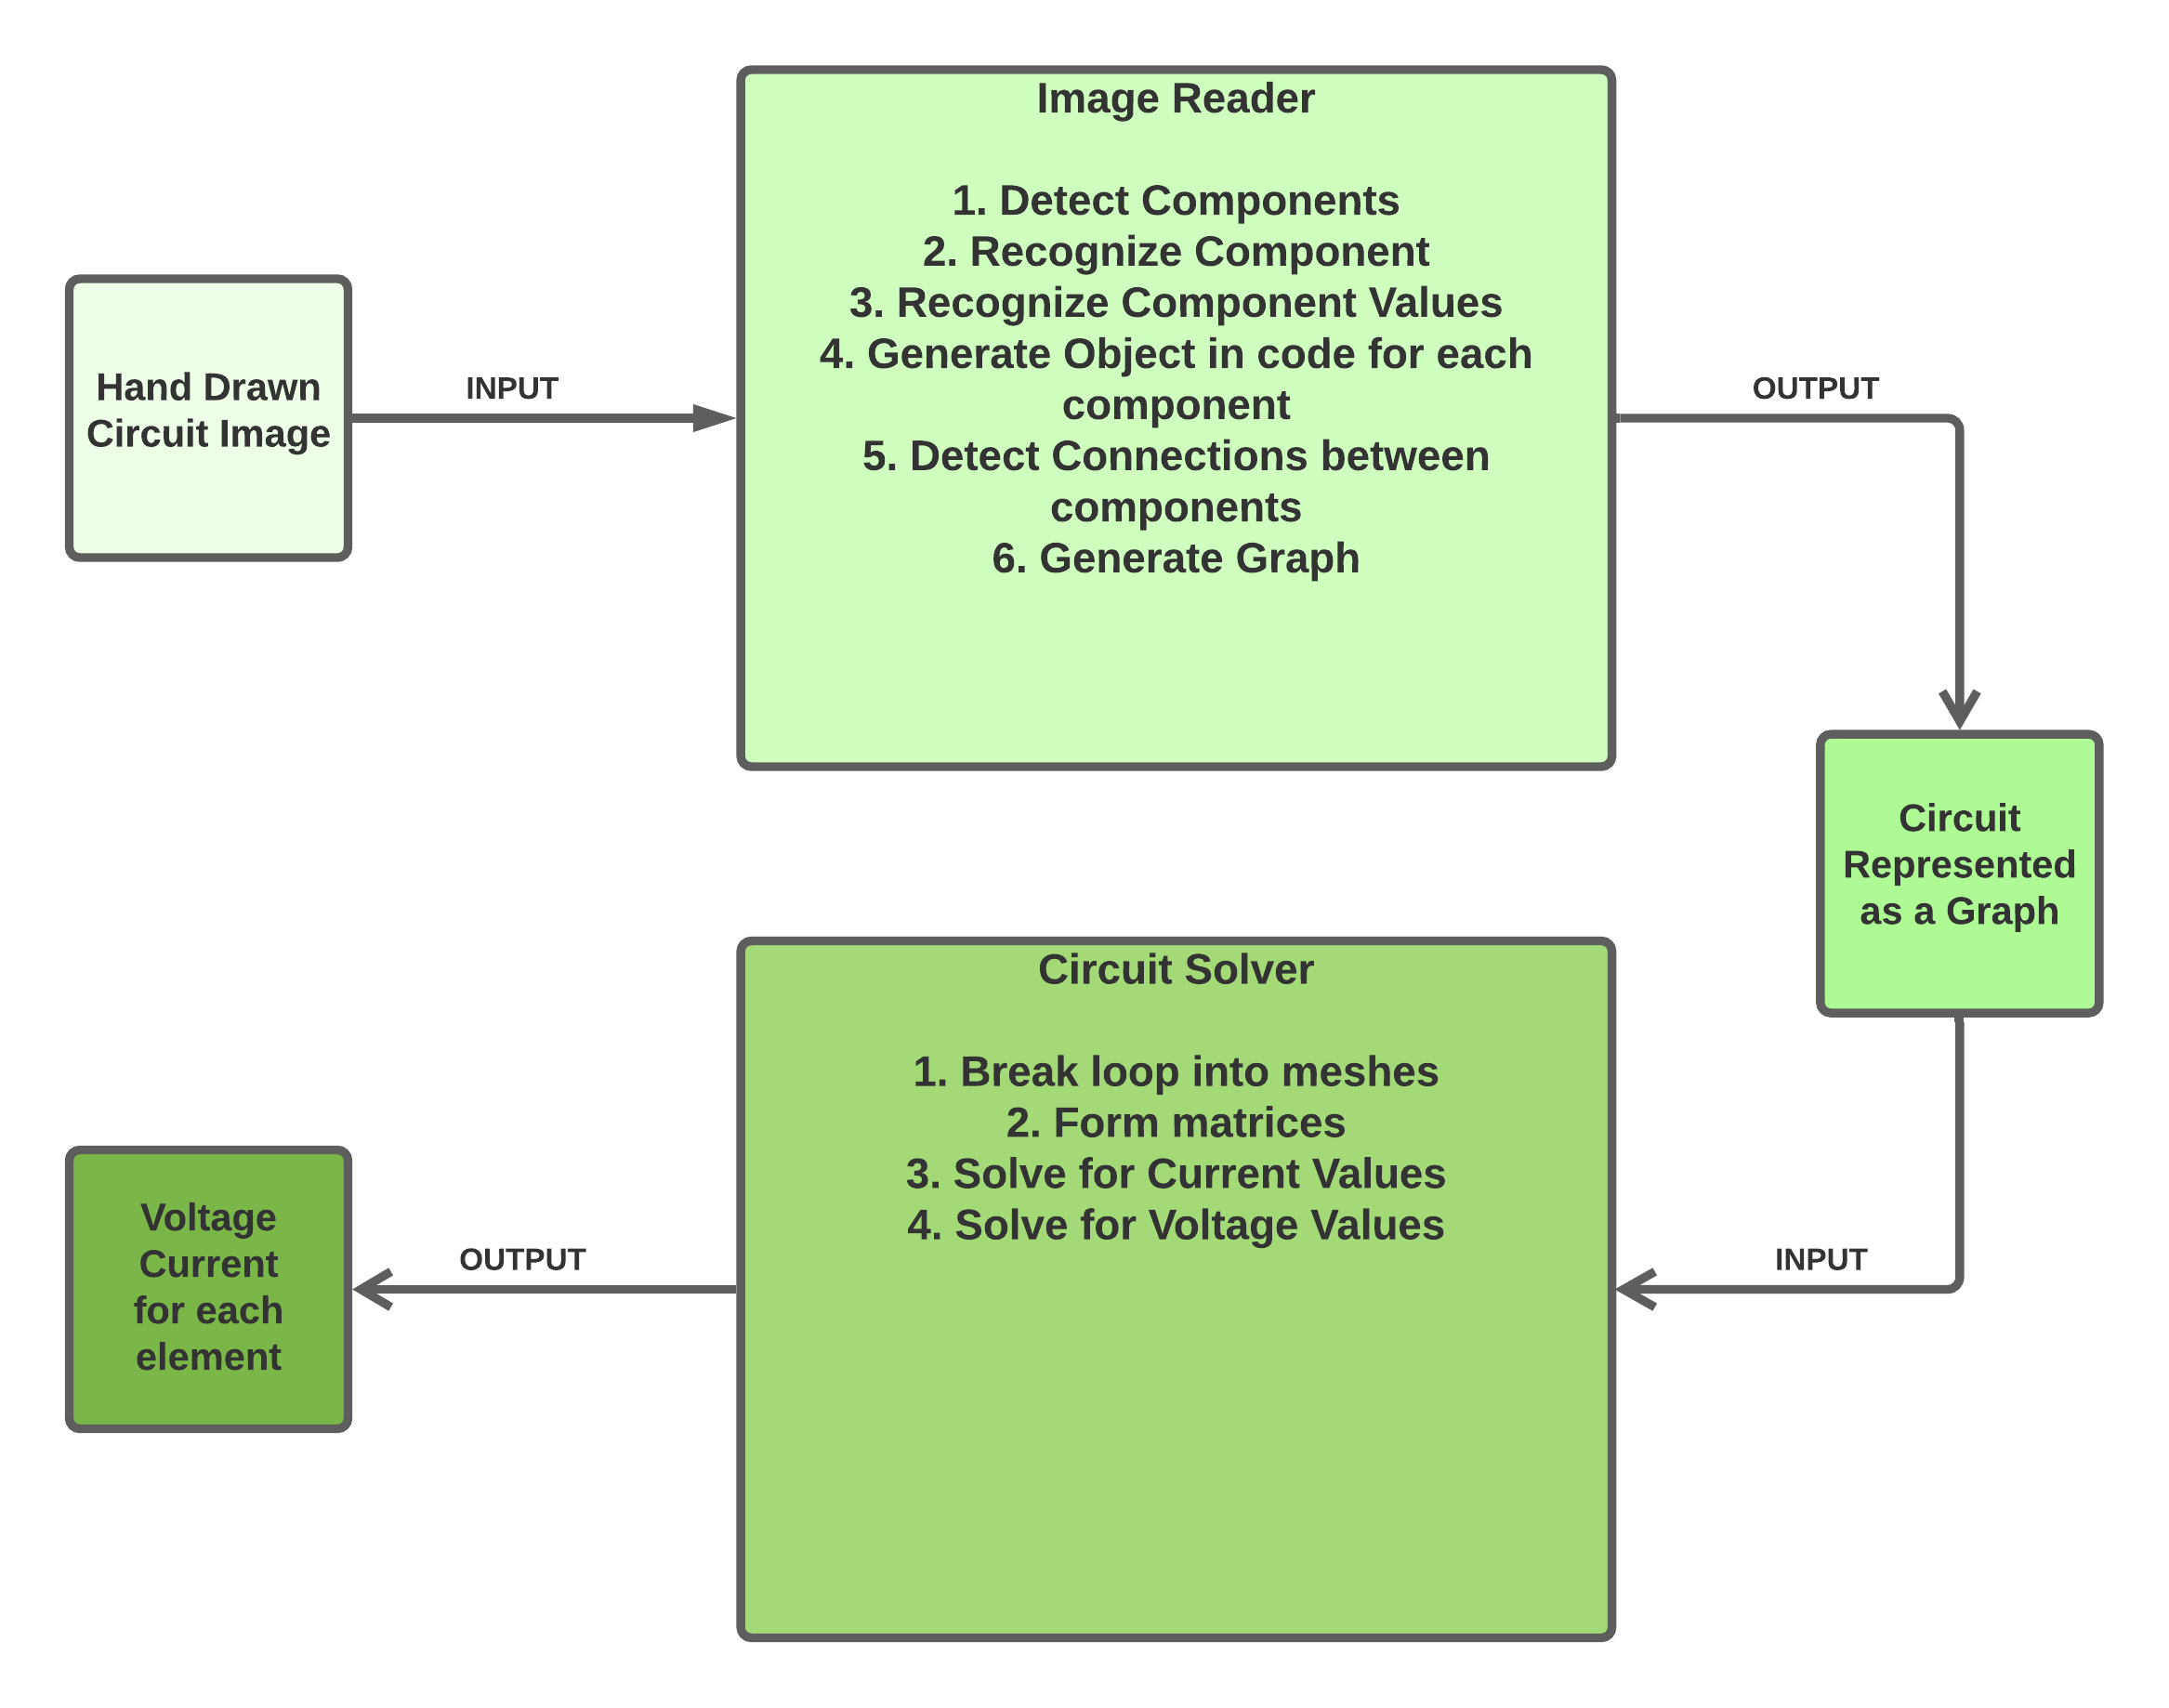 Image Reader
1. Detect Components
2. Recognize Component
3. Recognize Component Values
4. Generate Object in code for each
component
5. Detect Connections between
components
6. Generate Graph
Hand Drawn
Circuit Image
INPUT
OUTPUT
Circuit
Represented
as a Graph
Circuit Solver
1. Break loop into meshes
2. Form matrices
3. Solve for Current Values
4. Solve for Voltage Values
INPUT
OUTPUT
Voltage
Current
for each
element